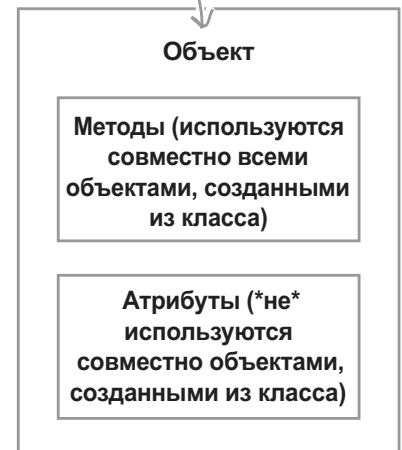 Объект
Методы (используются
совместно всеми
объектами, созданными
из класса)
Атрибуты (*не*
используются
совместно объектами,
созданными из класса)